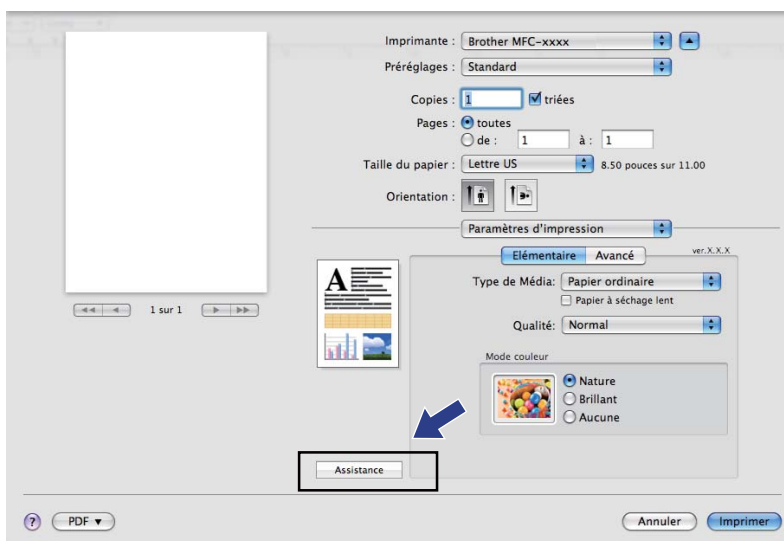 Imprimante : Brother MFC-xxxx
Préréglages : Standard
Copies : 1 triées
Pages : toutes
de : 1 à : 1
Taille du papier : Lettre US 8.50 pouces sur 11.00
Orientation :
Paramètres d'impression
Elémentaire Avancé ver.X.X.X
Type de Média: Papier ordinaire
Papier à séchage lent
1 sur 1
Qualité: Normal
Mode couleur
Nature
Brillant
Aucune
Assistance
? PDF ▼ Annuler Imprimer